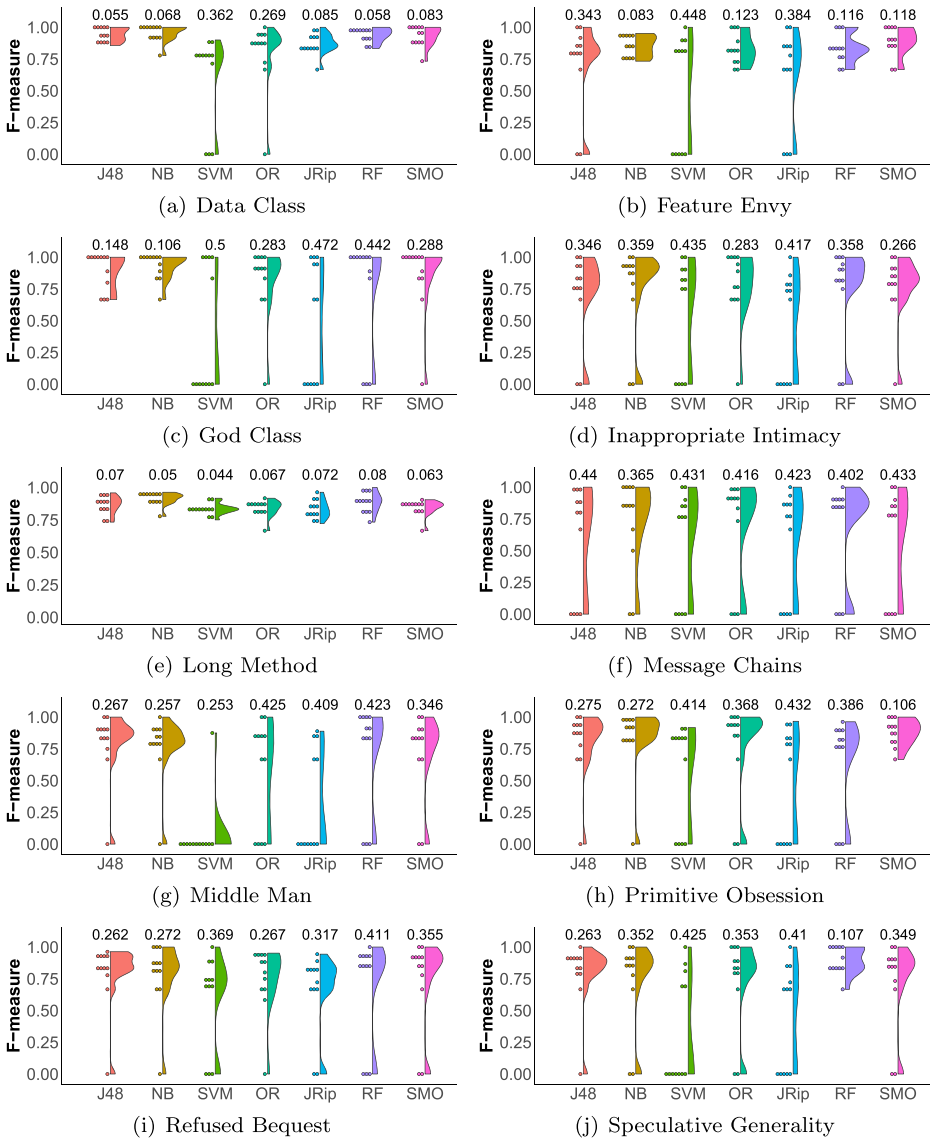 0.055 0.068 0.362 0.269 0.085 0.058 0.083
F−measure
1.00
0.75
0.50
0.25
0.00
J48 NB SVM OR JRip RF SMO
(a) Data Class
0.343 0.083 0.448 0.123 0.384 0.116 0.118
F−measure
1.00
0.75
0.50
0.25
0.00
J48 NB SVM OR JRip RF SMO
(b) Feature Envy
0.148 0.106 0.5 0.283 0.472 0.442 0.288
F−measure
1.00
0.75
0.50
0.25
0.00
J48 NB SVM OR JRip RF SMO
(c) God Class
0.346 0.359 0.435 0.283 0.417 0.358 0.266
F−measure
1.00
0.75
0.50
0.25
0.00
J48 NB SVM OR JRip RF SMO
(d) Inappropriate Intimacy
0.07 0.05 0.044 0.067 0.072 0.08 0.063
F−measure
1.00
0.75
0.50
0.25
0.00
J48 NB SVM OR JRip RF SMO
(e) Long Method
0.44 0.365 0.431 0.416 0.423 0.402 0.433
F−measure
1.00
0.75
0.50
0.25
0.00
J48 NB SVM OR JRip RF SMO
(f) Message Chains
0.267 0.257 0.253 0.425 0.409 0.423 0.346
F−measure
1.00
0.75
0.50
0.25
0.00
J48 NB SVM OR JRip RF SMO
(g) Middle Man
0.275 0.272 0.414 0.368 0.432 0.386 0.106
F−measure
1.00
0.75
0.50
0.25
0.00
J48 NB SVM OR JRip RF SMO
(h) Primitive Obsession
0.262 0.272 0.369 0.267 0.317 0.411 0.355
F−measure
1.00
0.75
0.50
0.25
0.00
J48 NB SVM OR JRip RF SMO
(i) Refused Bequest
0.263 0.352 0.425 0.353 0.41 0.107 0.349
F−measure
1.00
0.75
0.50
0.25
0.00
J48 NB SVM OR JRip RF SMO
(j) Speculative Generality